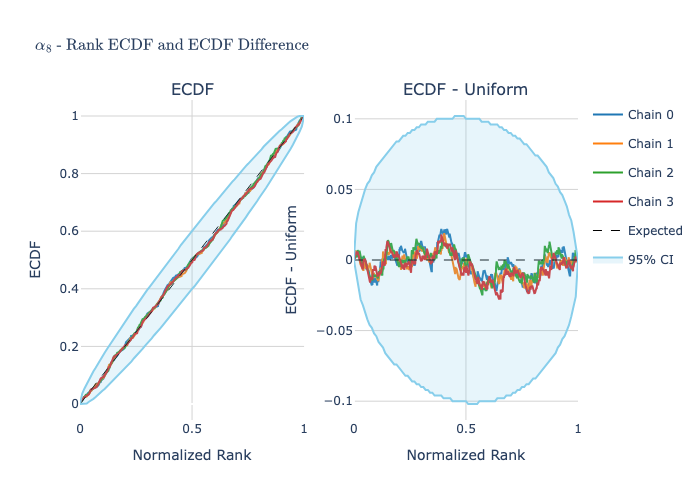 α₈ - Rank ECDF and ECDF Difference
ECDF
ECDF
1
0.8
0.6
0.4
0.2
0
0
0.5
1
Normalized Rank
ECDF - Uniform
ECDF - Uniform
0.1
0.05
0
−0.05
−0.1
0
0.5
1
Normalized Rank
Chain 0
Chain 1
Chain 2
Chain 3
Expected
95% CI